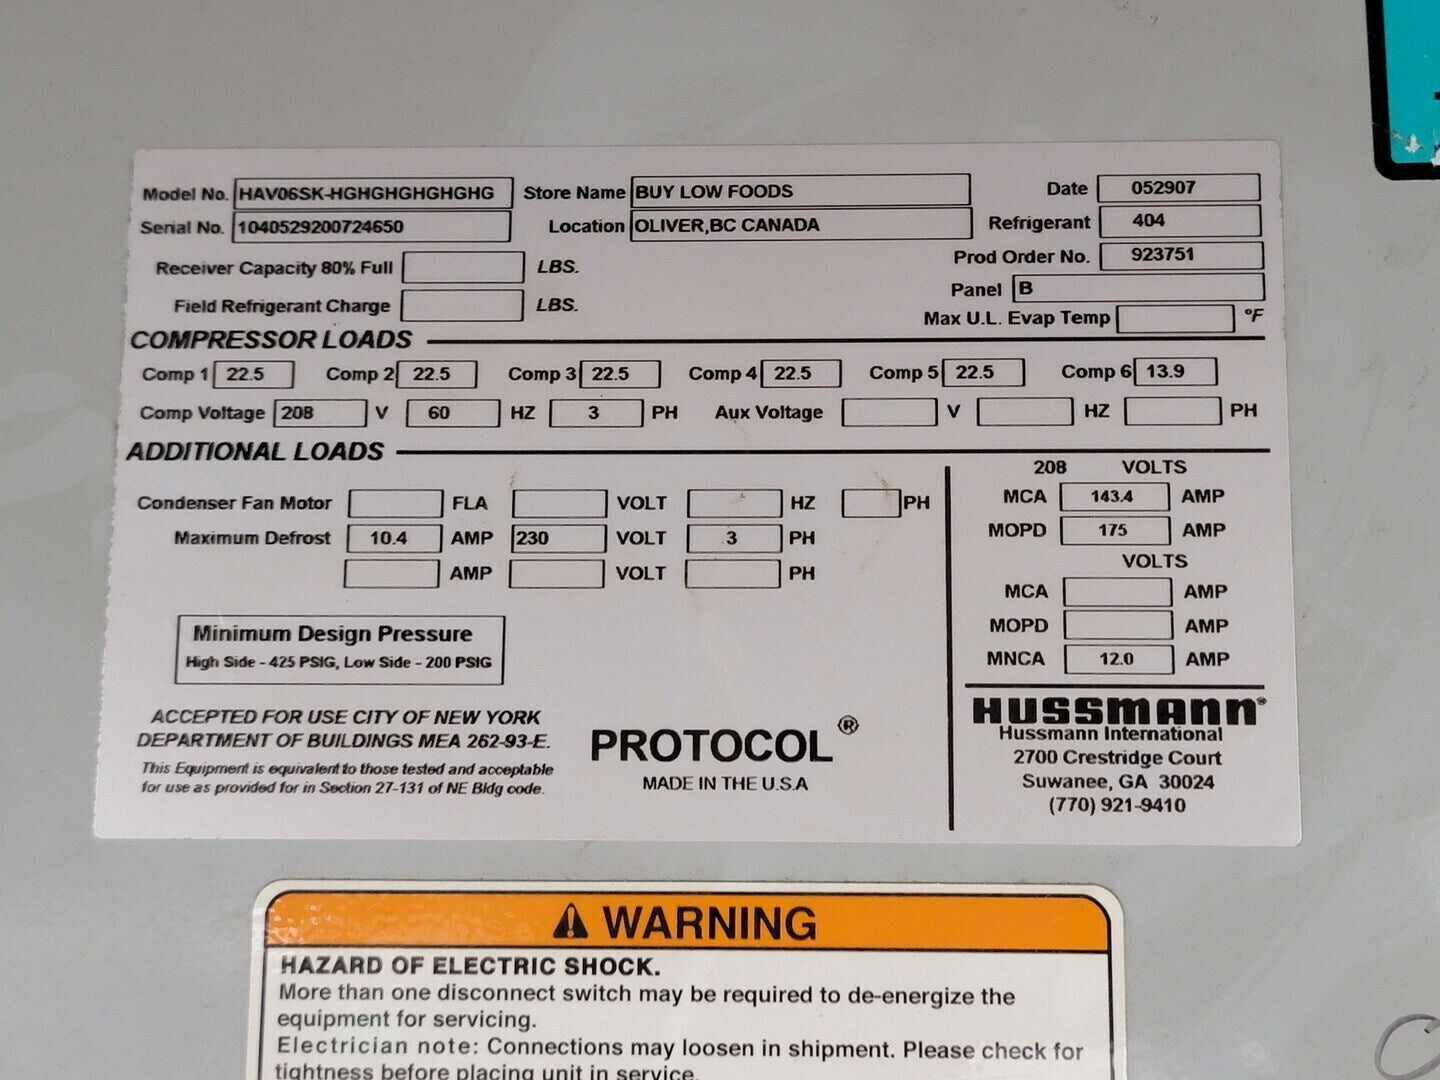 Model No. HAV06SK-HGHGHGHGHGHG Store Name BUY LOW FOODS Date 052907
Serial No. 1040529200724650 Location OLIVER,BC CANADA Refrigerant 404
Receiver Capacity 80% Full LBS. Prod Order No. 923751
Panel B
Field Refrigerant Charge LBS. Max U.L. Evap Temp °F
COMPRESSOR LOADS
Comp 1 22.5 Comp 2 22.5 Comp 3 22.5 Comp 4 22.5 Comp 5 22.5 Comp 6 13.9
Comp Voltage 208 V 60 HZ 3 PH Aux Voltage V HZ PH
ADDITIONAL LOADS
Condenser Fan Motor FLA VOLT HZ PH
Maximum Defrost 10.4 AMP 230 VOLT 3 PH
AMP VOLT PH
208 VOLTS
MCA 143.4 AMP
MOPD 175 AMP
VOLTS
MCA AMP
MOPD AMP
MNCA 12.0 AMP
Minimum Design Pressure
High Side - 425 PSIG, Low Side - 200 PSIG
ACCEPTED FOR USE CITY OF NEW YORK
DEPARTMENT OF BUILDINGS MEA 262-93-E.
This Equipment is equivalent to those tested and acceptable
for use as provided for in Section 27-131 of NE Bldg code.
PROTOCOL®
MADE IN THE U.S.A
HUSSMANN®
Hussmann International
2700 Crestridge Court
Suwanee, GA 30024
(770) 921-9410
⚠ WARNING
HAZARD OF ELECTRIC SHOCK.
More than one disconnect switch may be required to de-energize the
equipment for servicing.
Electrician note: Connections may loosen in shipment. Please check for
tightness before placing unit in service.